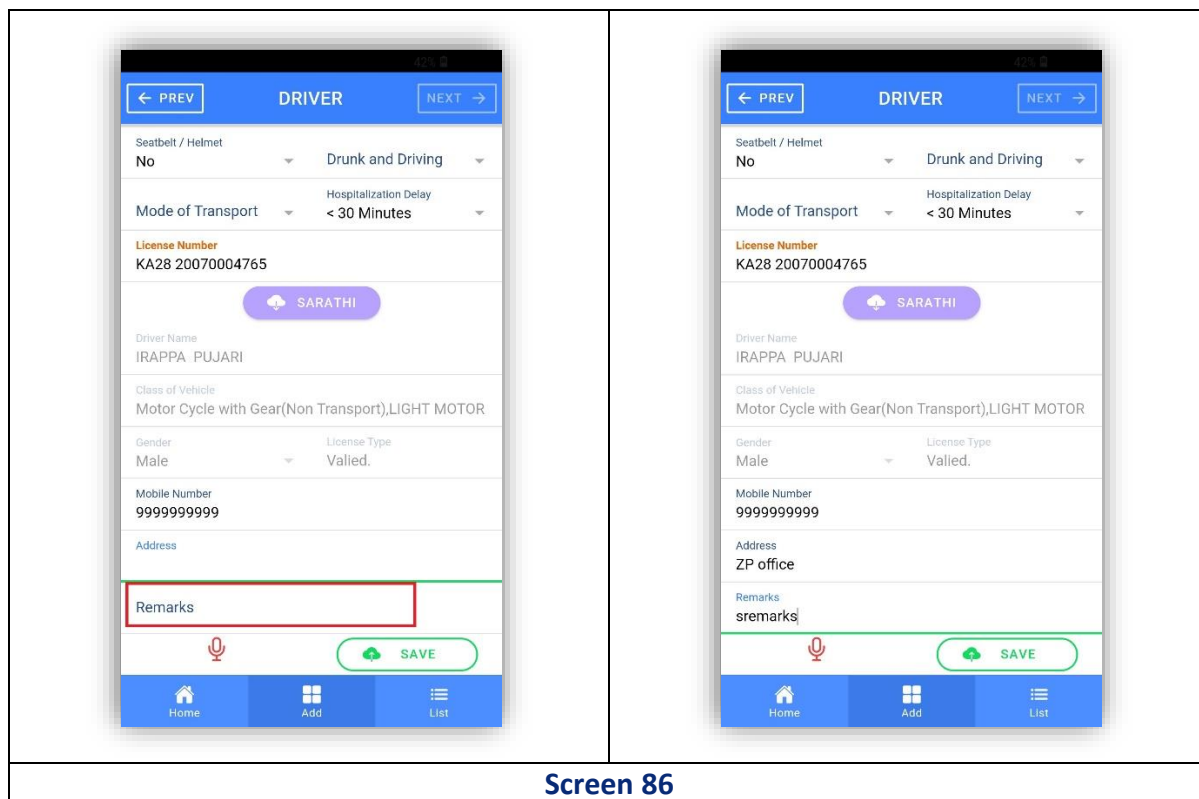 42%
← PREV DRIVER NEXT →
Seatbelt / Helmet
No Drunk and Driving
Mode of Transport Hospitalization Delay
< 30 Minutes
License Number
KA28 20070004765
SARATHI
Driver Name
IRAPPA PUJARI
Class of Vehicle
Motor Cycle with Gear(Non Transport),LIGHT MOTOR
Gender License Type
Male Valied.
Mobile Number
9999999999
Address
Remarks
SAVE
Home Add List
42%
← PREV DRIVER NEXT →
Seatbelt / Helmet
No Drunk and Driving
Mode of Transport Hospitalization Delay
< 30 Minutes
License Number
KA28 20070004765
SARATHI
Driver Name
IRAPPA PUJARI
Class of Vehicle
Motor Cycle with Gear(Non Transport),LIGHT MOTOR
Gender License Type
Male Valied.
Mobile Number
9999999999
Address
ZP office
Remarks
sremarks
SAVE
Home Add List
Screen 86